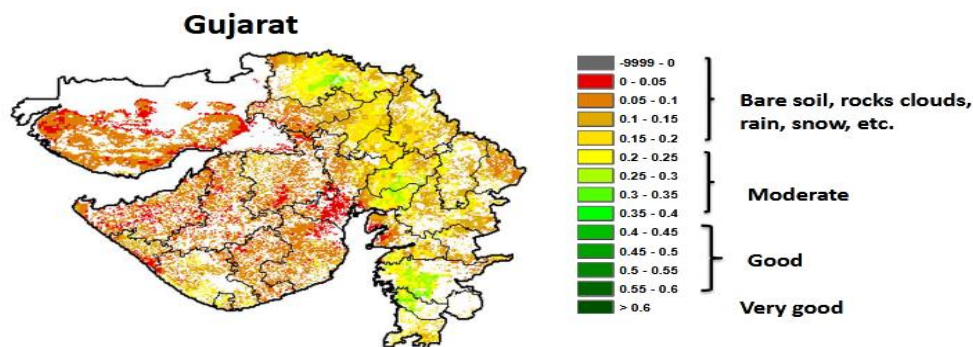 Gujarat
-9999 - 0
0 - 0.05
0.05 - 0.1
0.1 - 0.15
0.15 - 0.2
0.2 - 0.25
0.25 - 0.3
0.3 - 0.35
0.35 - 0.4
0.4 - 0.45
0.45 - 0.5
0.5 - 0.55
0.55 - 0.6
> 0.6
Bare soil, rocks clouds,
rain, snow, etc.
Moderate
Good
Very good